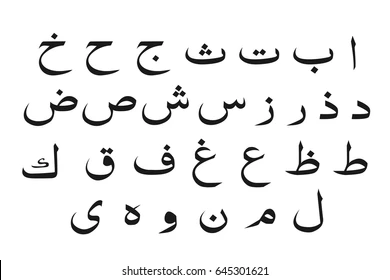 ا ب ت ث ج ح خ
د ذ ر ز س ش ص ض
ط ظ ع غ ف ق ك
ل م ن و ه ى
shutterstock.com · 645301621